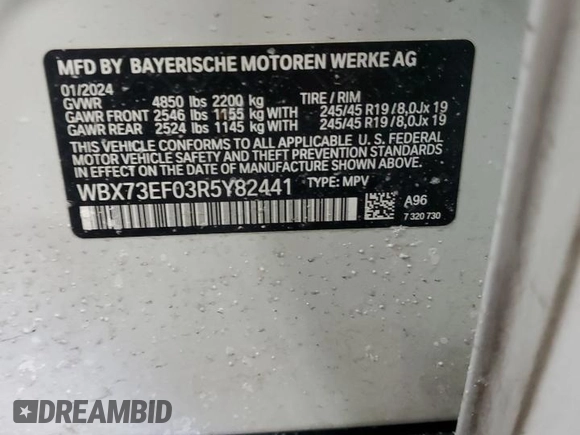 MFD BY BAYERISCHE MOTOREN WERKE AG
01/2024
GVWR 4850 lbs 2200 kg TIRE / RIM
GAWR FRONT 2546 lbs 1155 kg WITH 245/45 R19 / 8,0Jx 19
GAWR REAR 2524 lbs 1145 kg WITH 245/45 R19 / 8,0Jx 19
THIS VEHICLE CONFORMS TO ALL APPLICABLE U. S. FEDERAL
MOTOR VEHICLE SAFETY, BUMPER, AND THEFT PREVENTION STANDARDS
IN EFFECT ON THE DATE OF MANUFACTURE SHOWN ABOVE.
WBX73EF03R5Y82441 TYPE: MPV
A96
7 320 730
DREAMBID